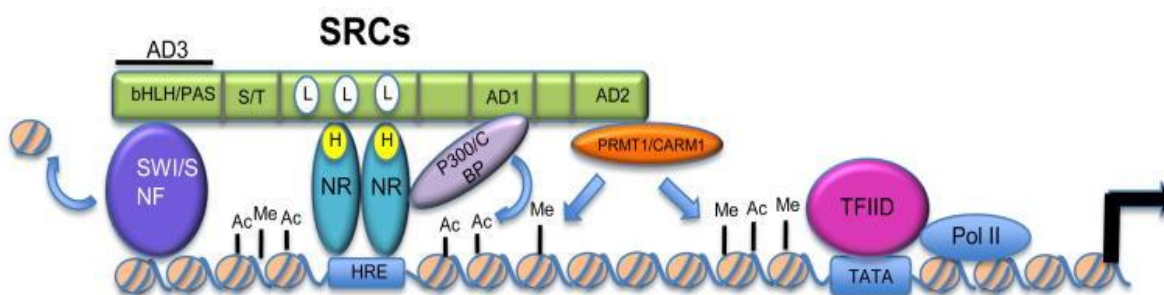 SRCs
AD3
bHLH/PAS S/T L L L AD1 AD2
H H
SWI/S
NF
NR NR
P300/C
BP
PRMT1/CARM1
Ac Me Ac
Ac Ac Me
Me Ac Me
TFIID
Pol II
HRE
TATA